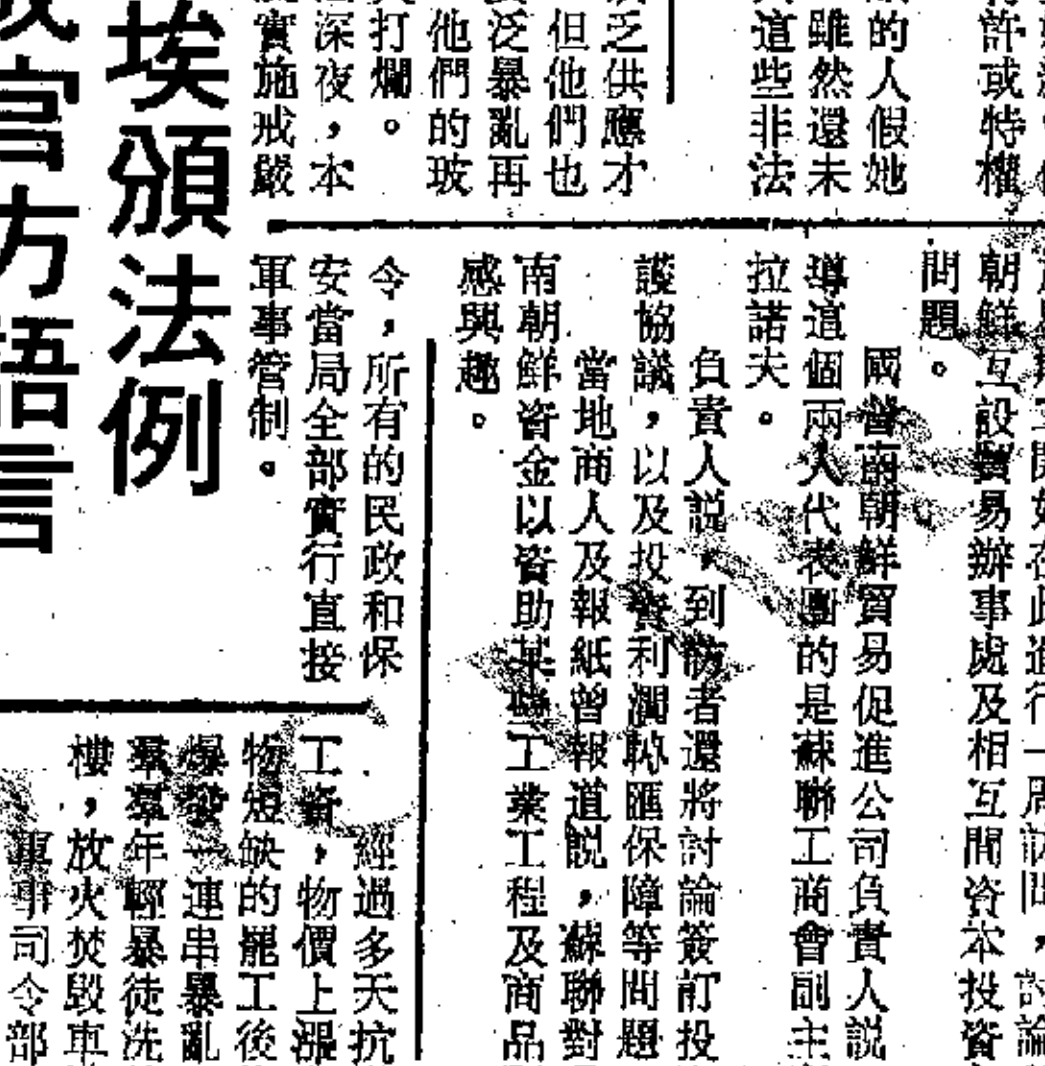 許或特權
的人假她
雖然還未
這些非法
乏供應才
但他們也
泛暴亂再
他們的玻
打爛。
深夜，本
實施戒嚴
朝鮮互設貿易辦事處及相互間資本投資
問題。
國營南朝鮮貿易促進公司負責人説
導這個兩人代表團的是蘇聯工商會副主
拉諾夫。
負責人説，到訪者還將討論簽訂投
護協議，以及投資利潤匯保障等問題
當地商人及報紙曾報道説，蘇聯對
南朝鮮資金以資助某些工業工程及商品
感興趣。
令，所有的民政和保
安當局全部實行直接
軍事管制。
埃頒法例
官方語言
經過多天抗
工資，物價上漲
物短缺的罷工後
爆發一連串暴亂
羣羣年輕暴徒洗
樓，放火焚毀車
軍事司令部